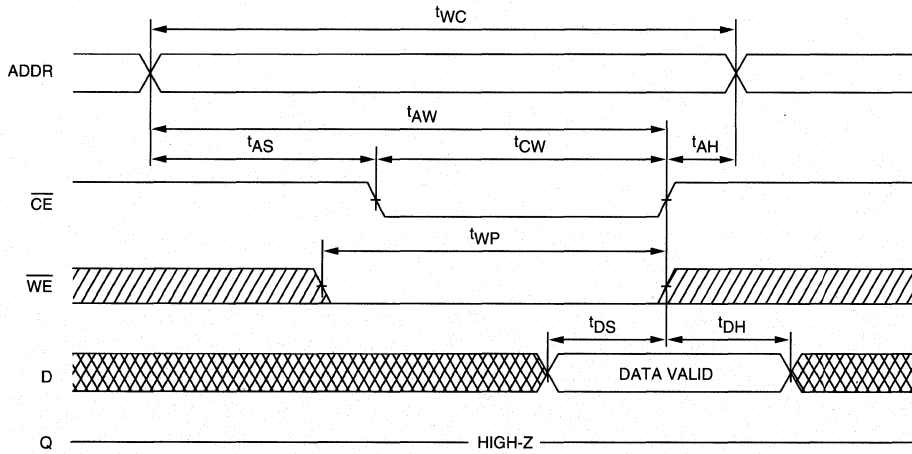 tWC
ADDR
tAW
tAS tCW tAH
CE
tWP
WE
tDS tDH
D DATA VALID
Q HIGH-Z